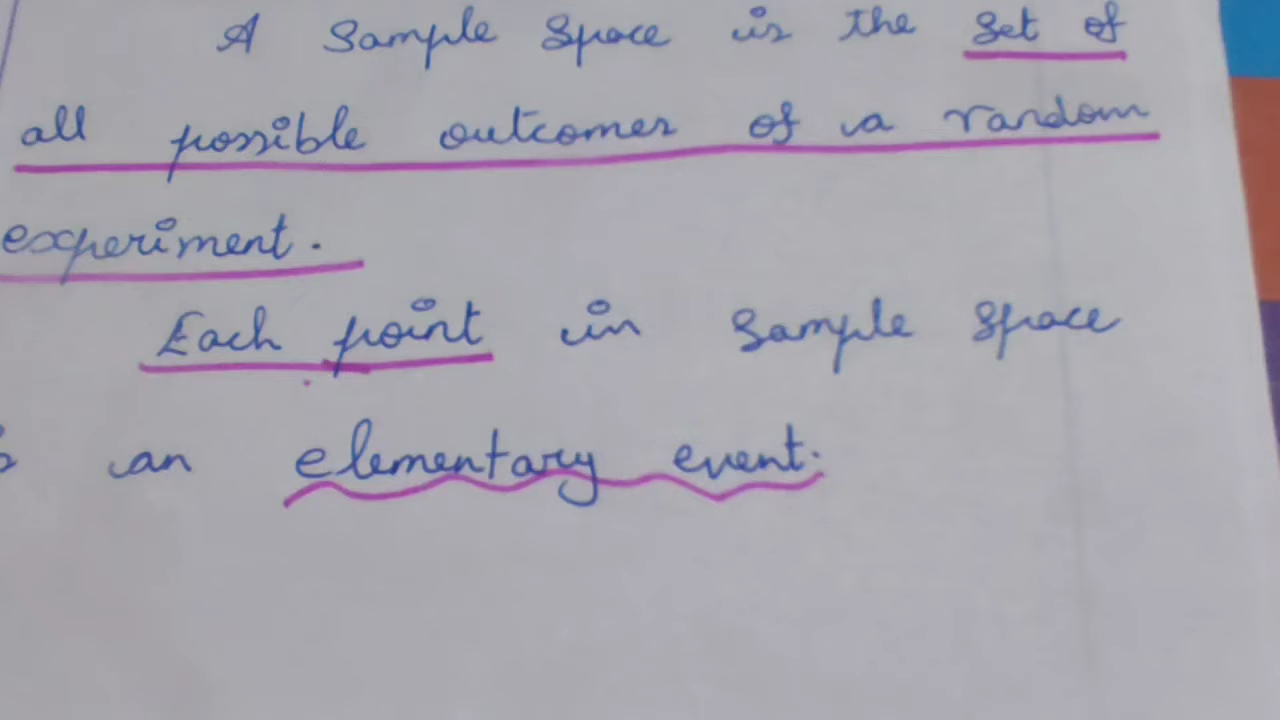 A Sample Space is the Set of
all possible outcomes of a random
experiment.
Each point in Sample Space
an elementary event.